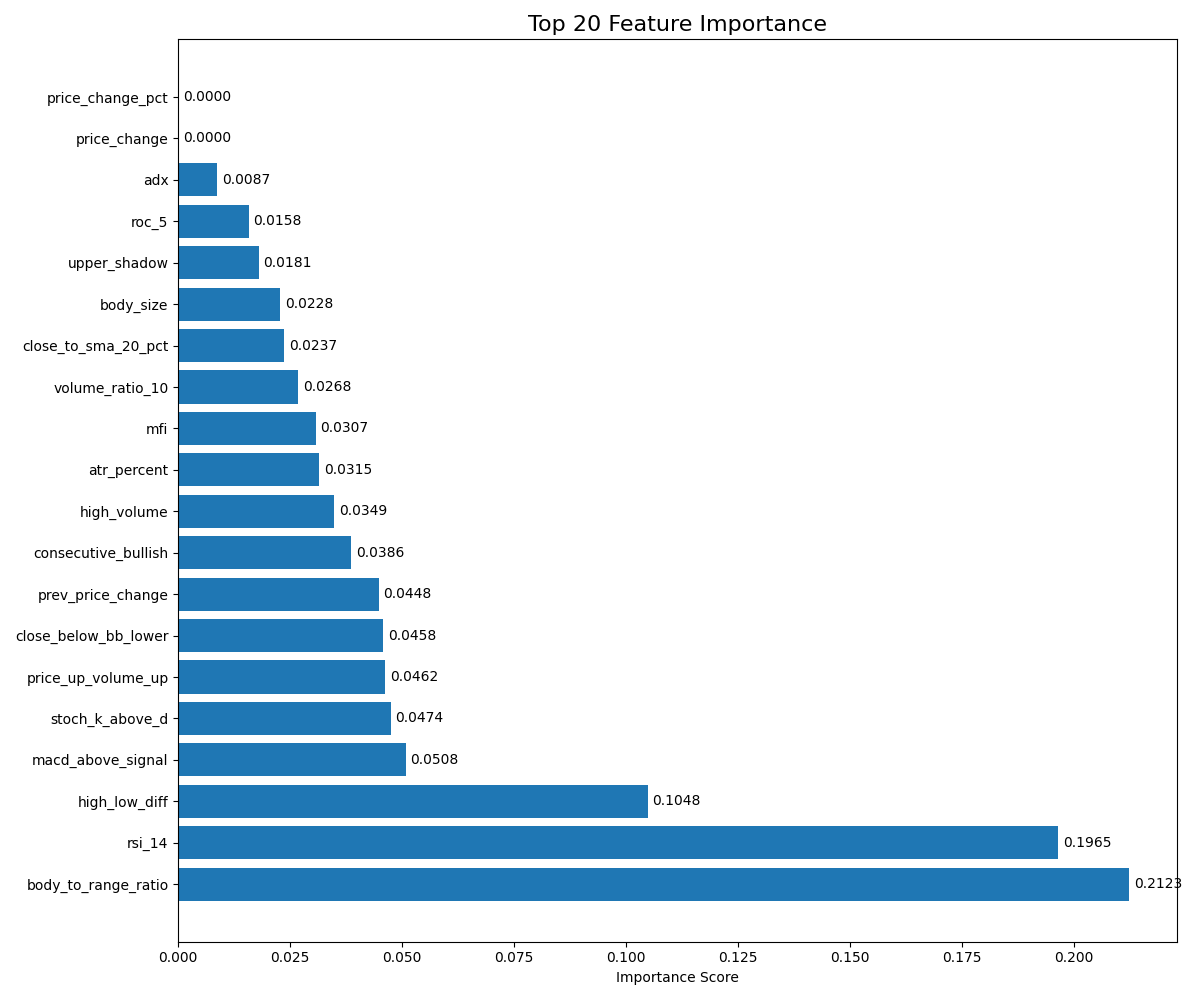 Top 20 Feature Importance
price_change_pct 0.0000
price_change 0.0000
adx 0.0087
roc_5 0.0158
upper_shadow 0.0181
body_size 0.0228
close_to_sma_20_pct 0.0237
volume_ratio_10 0.0268
mfi 0.0307
atr_percent 0.0315
high_volume 0.0349
consecutive_bullish 0.0386
prev_price_change 0.0448
close_below_bb_lower 0.0458
price_up_volume_up 0.0462
stoch_k_above_d 0.0474
macd_above_signal 0.0508
high_low_diff 0.1048
rsi_14 0.1965
body_to_range_ratio 0.2123
0.000 0.025 0.050 0.075 0.100 0.125 0.150 0.175 0.200
Importance Score